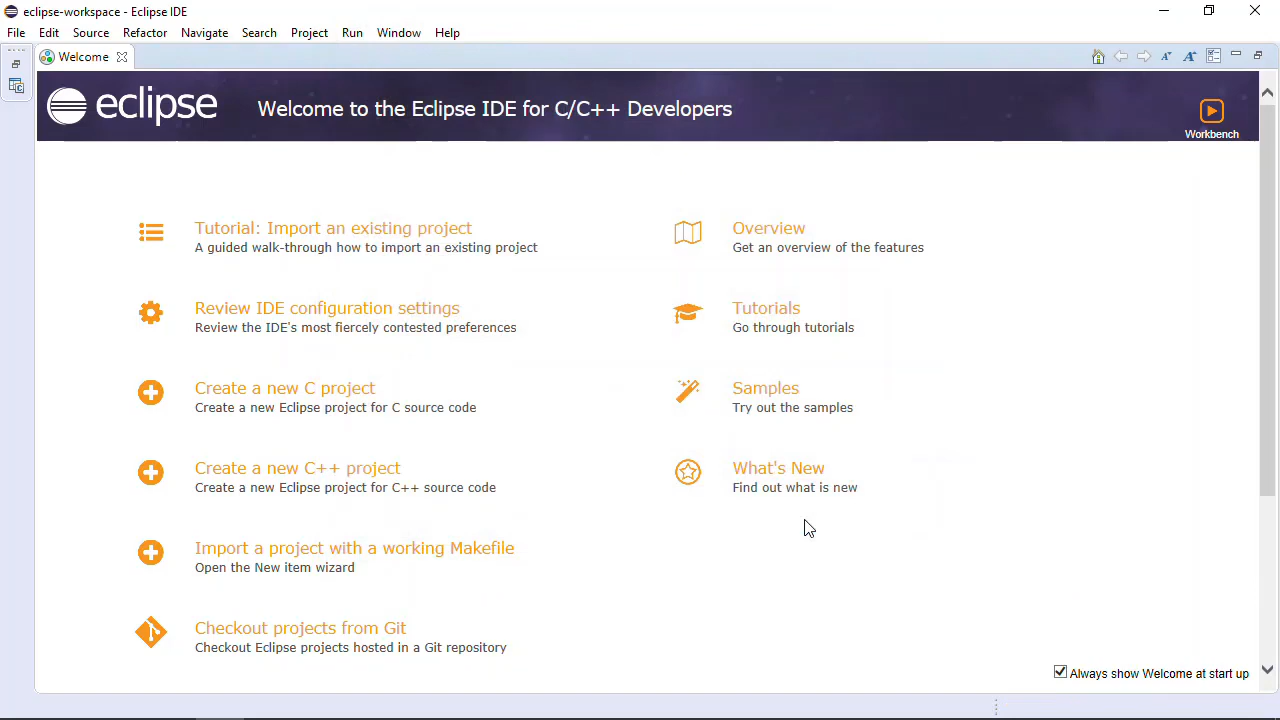 eclipse-workspace - Eclipse IDE
File Edit Source Refactor Navigate Search Project Run Window Help
Welcome
eclipse
Welcome to the Eclipse IDE for C/C++ Developers
Workbench
Tutorial: Import an existing project
A guided walk-through how to import an existing project
Overview
Get an overview of the features
Review IDE configuration settings
Review the IDE's most fiercely contested preferences
Tutorials
Go through tutorials
Create a new C project
Create a new Eclipse project for C source code
Samples
Try out the samples
Create a new C++ project
Create a new Eclipse project for C++ source code
What's New
Find out what is new
Import a project with a working Makefile
Open the New item wizard
Checkout projects from Git
Checkout Eclipse projects hosted in a Git repository
Always show Welcome at start up